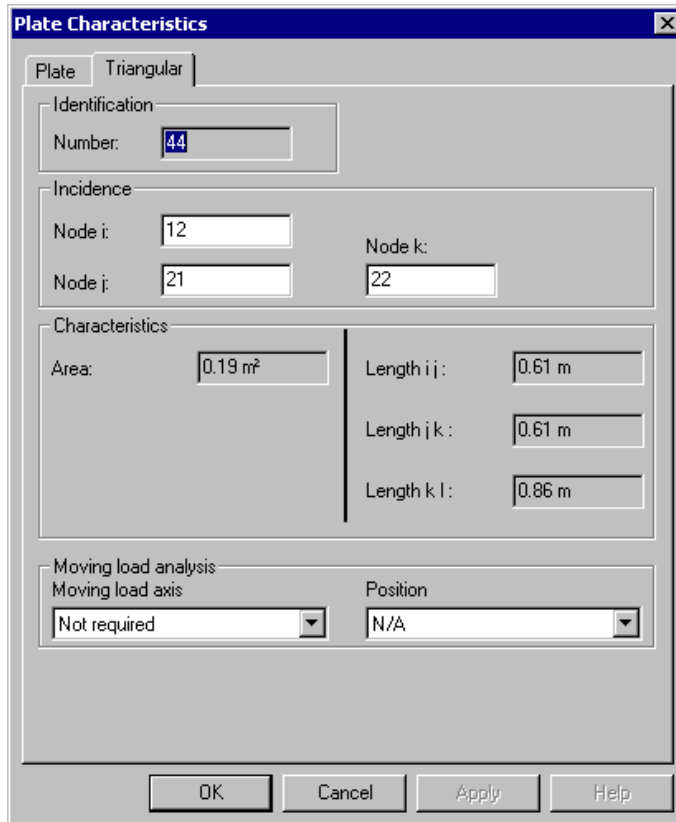 Plate Characteristics
Plate
Triangular
Identification
Number: 44
Incidence
Node i: 12
Node k:
Node j: 21
22
Characteristics
Area: 0.19 m²
Length i j : 0.61 m
Length j k : 0.61 m
Length k l : 0.86 m
Moving load analysis
Moving load axis
Position
Not required
N/A
OK
Cancel
Apply
Help